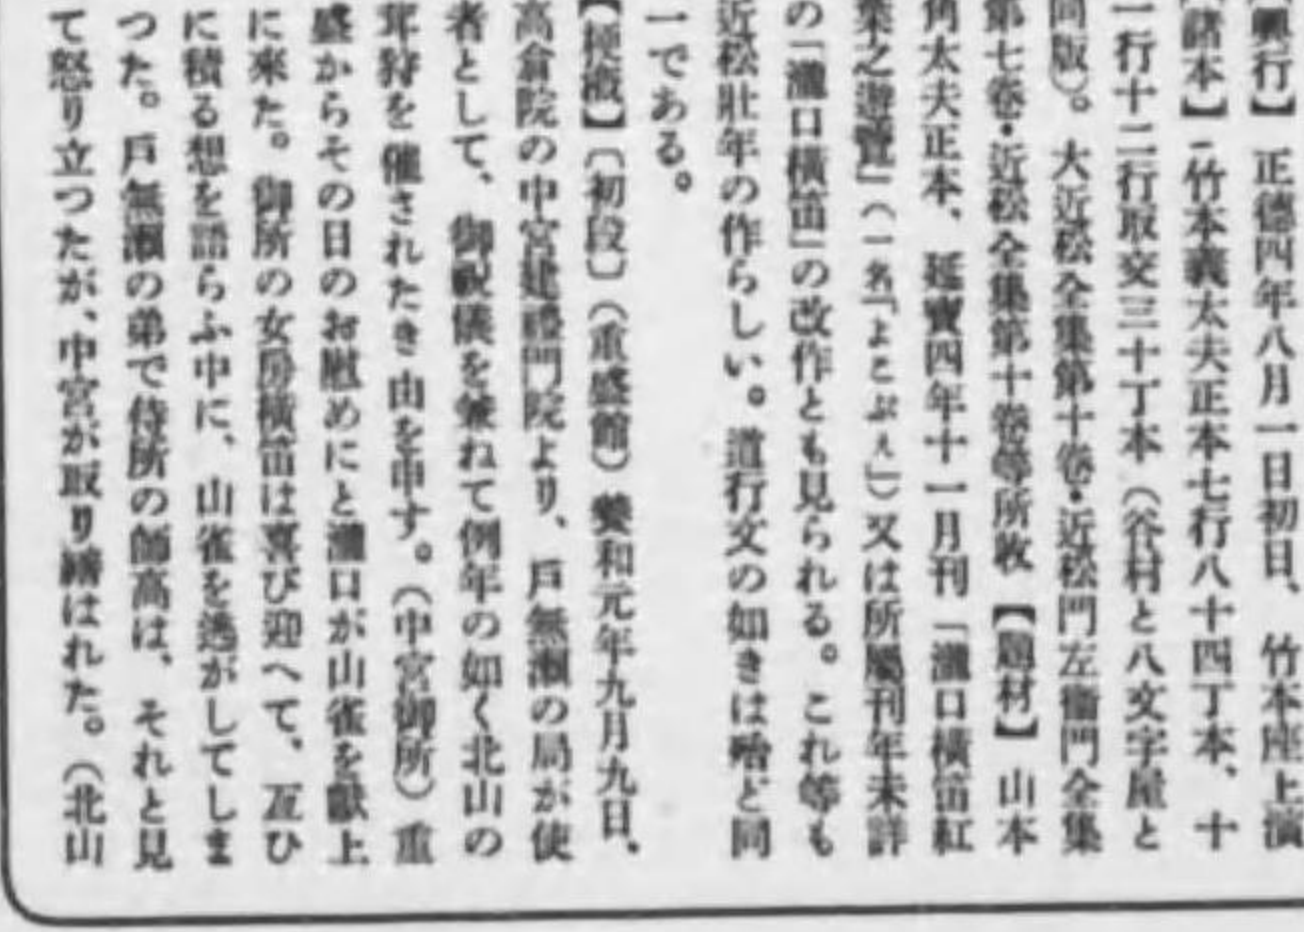 【興行】 正德四年八月一日初日、竹本座上演
【諸本】―竹本義太夫正本七行八十四丁本、十
一行十二行取交三十丁本（谷村と八文字屋と
同版）。大近松全集第十卷・近松門左衞門全集
第七卷・近松全集第十卷等所收 【題材】 山本
角太夫正本、延寶四年十一月刊「瀧口橫笛紅
葉之遊覽」（一名「よこぶえ」）又は所屬刊年未詳
の「瀧口橫笛」の改作とも見られる。これ等も
近松壯年の作らしい。道行文の如きは殆ど同
一である。
【梗槪】〔初段〕（重盛館）養和元年九月九日、
高倉院の中宮建禮門院より、戶無瀨の局が使
者として、御祝儀を兼ねて例年の如く北山の
茸狩を催されたき由を申す。（中宮御所）重
盛からその日のお慰めにと瀧口が山雀を獻上
に來た。御所の女房橫笛は喜び迎へて、互ひ
に積る想を語らふ中に、山雀を逃がしてしま
つた。戶無瀨の弟で侍所の師高は、それと見
て怒り立つたが、中宮が取り繕はれた。（北山